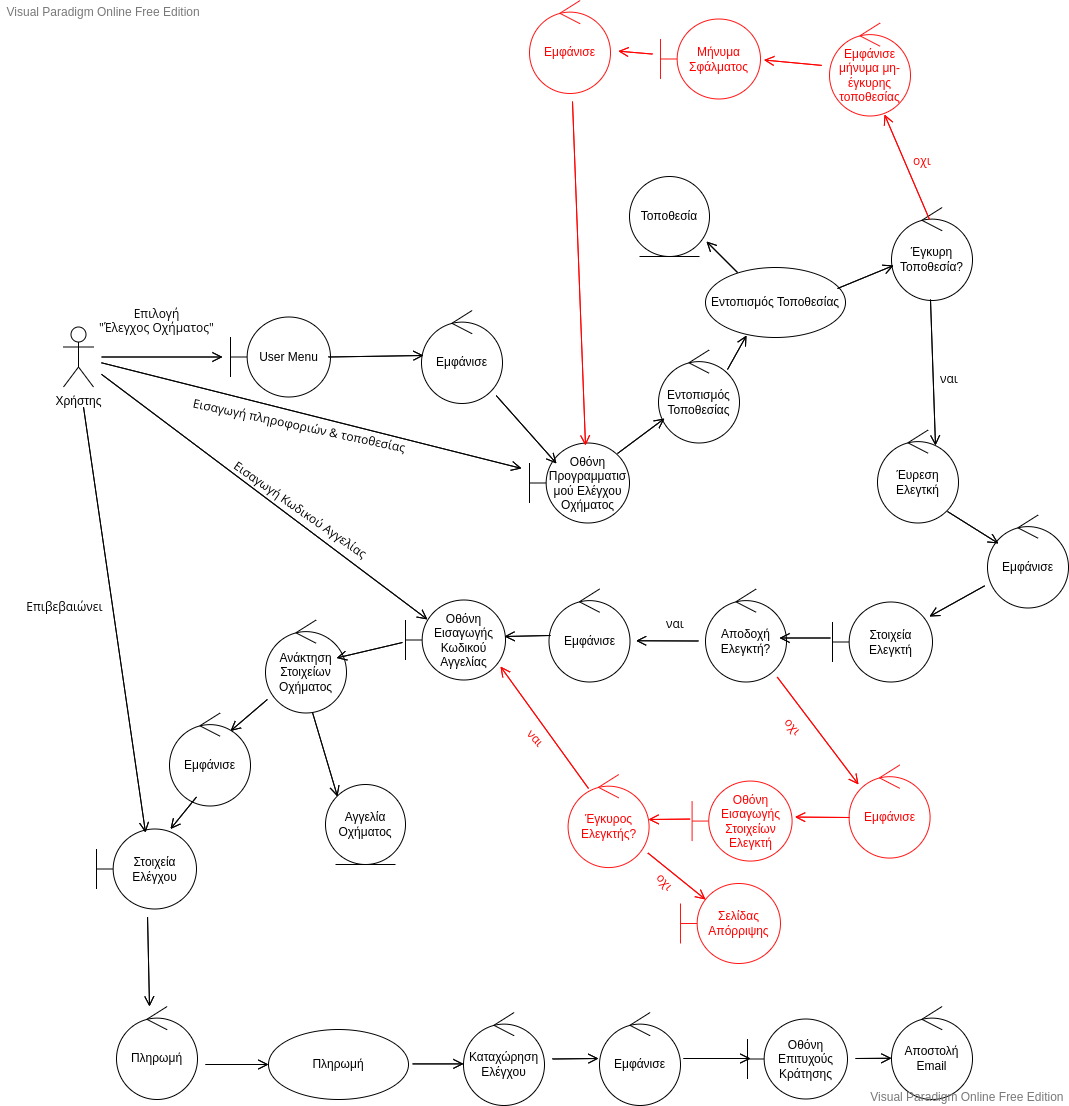 Visual Paradigm Online Free Edition
Εμφάνισε
Μήνυμα
Σφάλματος
Εμφάνισε
μήνυμα μη-
έγκυρης
τοποθεσίας
οχι
Τοποθεσία
Έγκυρη
Τοποθεσία?
Εντοπισμός Τοποθεσίας
Επιλογή
"Έλεγχος Οχήματος"
User Menu
Εμφάνισε
Χρήστης
Εντοπισμός
Τοποθεσίας
ναι
Εισαγωγή πληροφοριών & τοποθεσίας
Οθόνη
Προγραμματισ
μού Ελέγχου
Οχήματος
Έυρεση
Ελεγτκή
Εισαγωγή Κωδικού Αγγελίας
Εμφάνισε
Επιβεβαιώνει
Οθόνη
Εισαγωγής
Κωδικού
Αγγελίας
Εμφάνισε
ναι
Αποδοχή
Ελεγκτή?
Στοιχεία
Ελεγκτή
Ανάκτηση
Στοιχείων
Οχήματος
οχι
ναι
Εμφάνισε
Αγγελία
Οχήματος
Έγκυρος
Ελεγκτής?
Οθόνη
Εισαγωγής
Στοιχείων
Ελεγκτή
Εμφάνισε
Στοιχεία
Ελέγχου
οχι
Σελίδας
Απόρριψης
Πληρωμή
Πληρωμή
Καταχώρηση
Ελέγχου
Εμφάνισε
Οθόνη
Επιτυχούς
Κράτησης
Αποστολή
Email
Visual Paradigm Online Free Edition